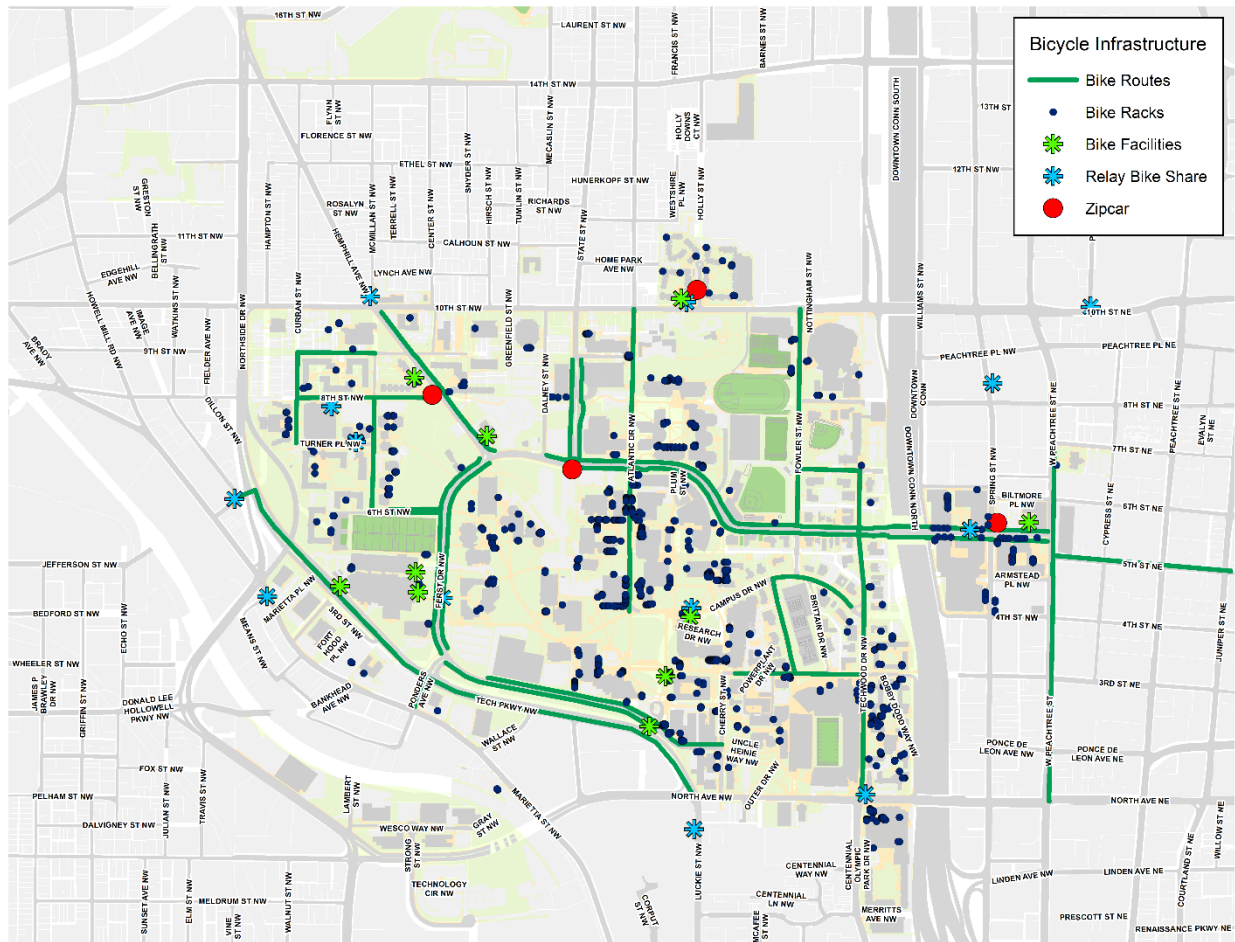 16TH ST NW
LAURENT ST NW
FRANCIS ST NW
BARNES ST NW
Bicycle Infrastructure
Bike Routes
Bike Racks
Bike Facilities
Relay Bike Share
Zipcar
14TH ST NW
FLYNN
ST NW
MECASLIN ST NW
HOLLY
DOWNS
CT NW
DOWNTOWN CONN SOUTH
13TH ST
FLORENCE ST NW
ETHEL ST NW
SNYDER ST NW
12TH ST NW
GRESTON
ST NW
HUNERKOPF ST NW
WESTSHIRE
PL NW
HOLLY ST NW
HAMPTON ST NW
ROSALYN
ST NW
MCMILLAN ST NW
TERRELL ST NW
CENTER ST NW
HIRSCH ST NW
TUMLIN ST NW
RICHARDS
ST NW
STATE ST NW
BELLINGRATH
ST NW
11TH ST NW
HEMPHILL AVE NW
CALHOUN ST NW
HOME PARK
AVE NW
NOTTINGHAM ST NW
WILLIAMS ST NW
P
EDGEHILL
AVE NW
LYNCH AVE NW
HOWELL MILL RD NW
IMAGE
AVE NW
WATKINS ST NW
NORTHSIDE DR NW
CURRAN ST NW
10TH ST NW
GREENFIELD ST NW
10TH ST NE
BRADY
AVE NW
9TH ST NW
FIELDER AVE NW
PEACHTREE PL NW
PEACHTREE PL NE
DALNEY ST NW
DOWNTOWN
CONN
W PEACHTREE ST NE
PEACHTREE ST NE
DILLON ST NW
8TH ST NW
8TH ST NE
EVALYN
ST NE
TURNER PL NW
ATLANTIC DR NW
FOWLER ST NW
DOWNTOWN CONN NORTH
7TH ST NE
PLUM
ST NW
SPRING ST NW
BILTMORE
PL NW
6TH ST NW
5TH ST NE
CYPRESS ST NE
JEFFERSON ST NW
FERST DR NW
5TH ST NE
ARMSTEAD
PL NW
MARIETTA PL NW
CAMPUS DR NW
BRITTAIN DR NW
BEDFORD ST NW
ECHO ST NW
3RD ST NW
RESEARCH
DR NW
4TH ST NW
4TH ST NE
JUNIPER ST NE
MEANS ST NW
FORT
HOOD
PL NW
WHEELER ST NW
POWERPLANT
DR NW
TECHWOOD DR NW
BOBBY DODD WAY NW
JAMES P
BRAWLEY
DR NW
GRIFFIN ST NW
DONALD LEE
HOLLOWELL
PKWY NW
BANKHEAD
AVE NW
PONDERS
AVE NW
TECH PKWY NW
CHERRY ST NW
3RD ST NE
W PEACHTREE ST
WALLACE
ST NW
UNCLE
HEINIE
WAY NW
PONCE DE
LEON AVE NW
PONCE DE
LEON AVE NE
FOX ST NW
OUTER DR NW
PELHAM ST NW
JULIAN ST NW
TRAVIS ST NW
LAMBERT
ST NW
MARIETTA ST NW
NORTH AVE NW
NORTH AVE NE
DALVIGNEY ST NW
WESCO WAY NW
GRAY
ST NW
WILLOW ST NE
STRONG
ST NW
LUCKIE ST NW
CENTENNIAL
WAY NW
CENTENNIAL
OLYMPIC
PARK DR NW
COURTLAND ST NE
LINDEN AVE NW
LINDEN AVE NE
TECHNOLOGY
CIR NW
SUNSET AVE NW
ELM ST NW
MELDRUM ST NW
VINE
ST NW
WALNUT ST NW
CORPUT
ST NW
MCAFEE
ST NW
CENTENNIAL
LN NW
MERRITTS
AVE NW
PRESCOTT ST NE
RENAISSANCE PKWY NE